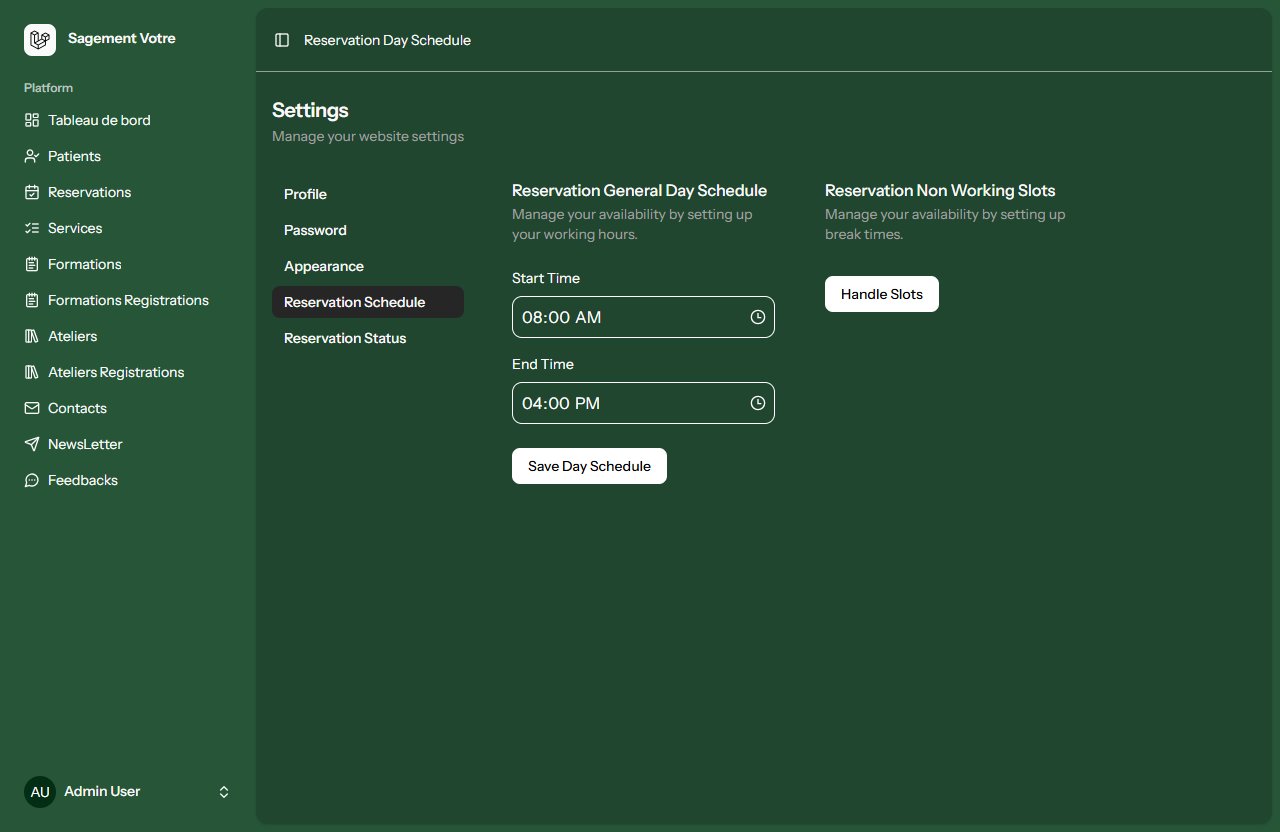 Sagement Votre
Platform
Tableau de bord
Patients
Reservations
Services
Formations
Formations Registrations
Ateliers
Ateliers Registrations
Contacts
NewsLetter
Feedbacks
AU Admin User
Reservation Day Schedule
Settings
Manage your website settings
Profile
Password
Appearance
Reservation Schedule
Reservation Status
Reservation General Day Schedule
Manage your availability by setting up
your working hours.
Start Time
08:00 AM
End Time
04:00 PM
Save Day Schedule
Reservation Non Working Slots
Manage your availability by setting up
break times.
Handle Slots